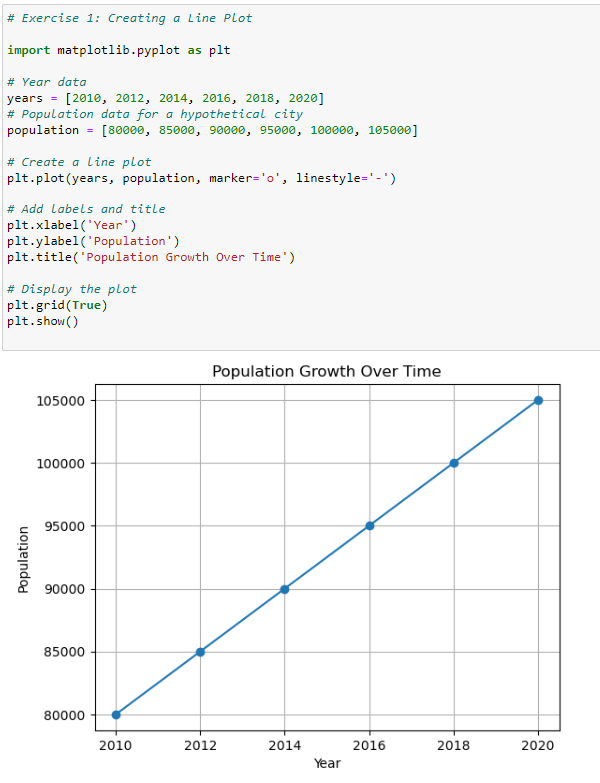 # Exercise 1: Creating a Line Plot
import matplotlib.pyplot as plt
# Year data
years = [2010, 2012, 2014, 2016, 2018, 2020]
# Population data for a hypothetical city
population = [80000, 85000, 90000, 95000, 100000, 105000]
# Create a line plot
plt.plot(years, population, marker='o', linestyle='-')
# Add labels and title
plt.xlabel('Year')
plt.ylabel('Population')
plt.title('Population Growth Over Time')
# Display the plot
plt.grid(True)
plt.show()
Population Growth Over Time
105000
100000
95000
90000
85000
80000
Population
2010 2012 2014 2016 2018 2020
Year